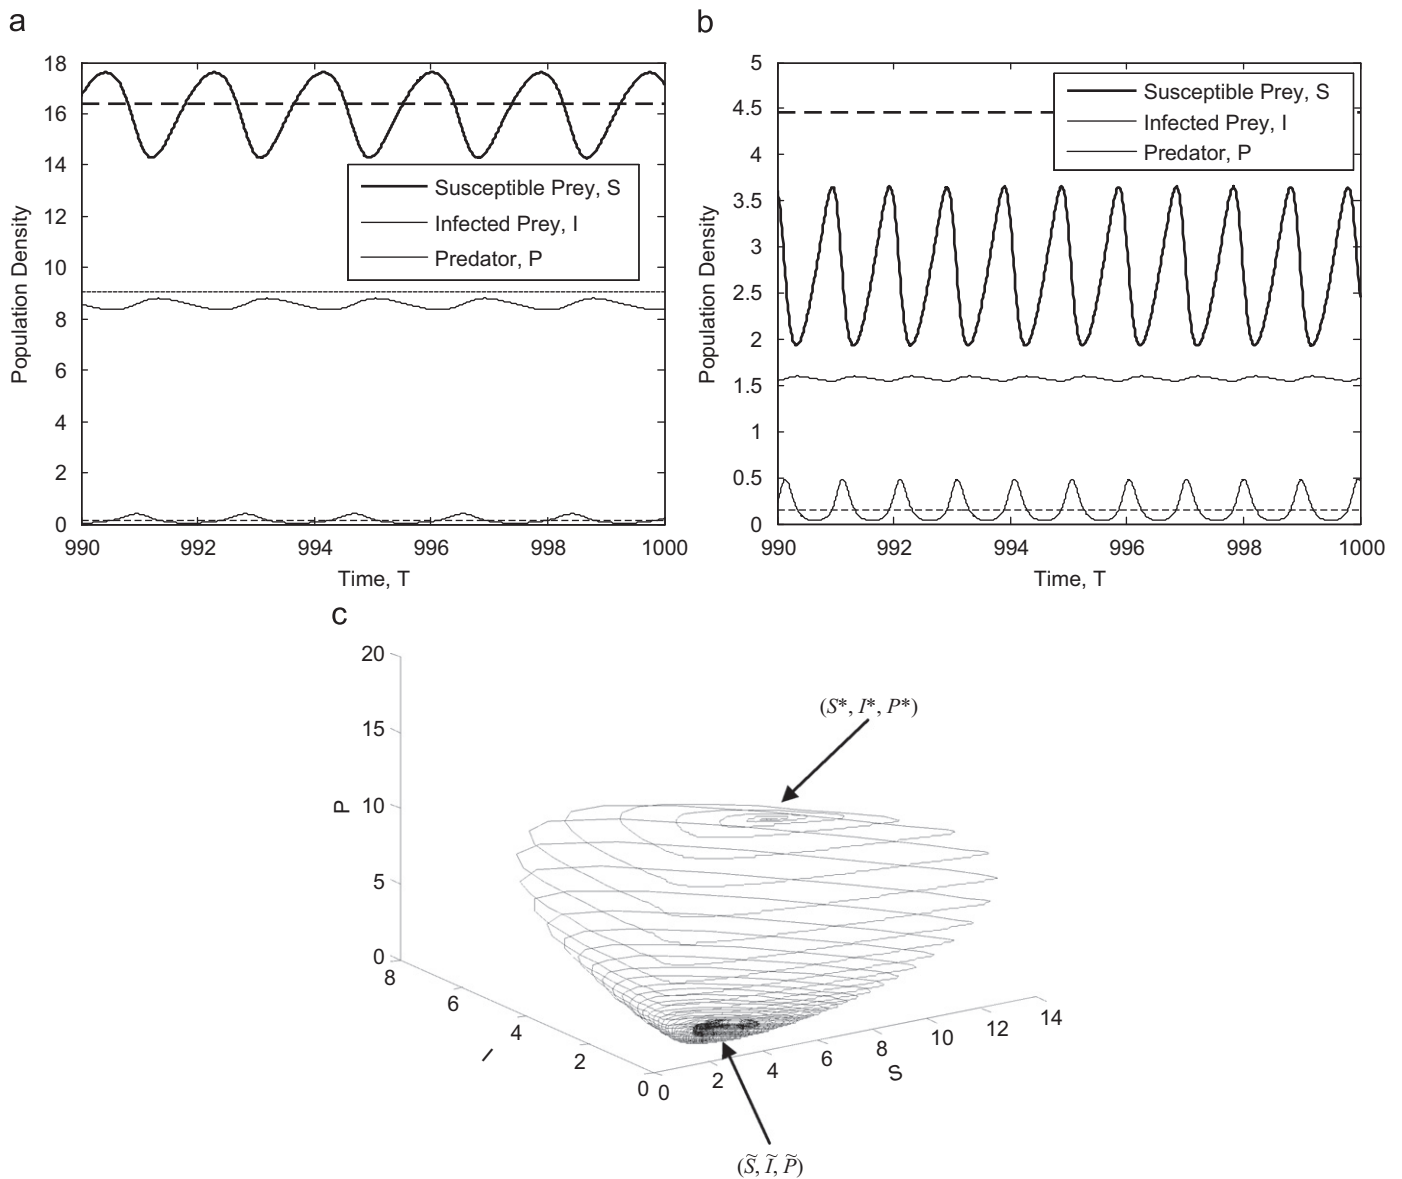 a
18
16
14
12
10
8
6
4
2
0
Population Density
Susceptible Prey, S
Infected Prey, I
Predator, P
990 992 994 996 998 1000
Time, T
b
5
4.5
4
3.5
3
2.5
2
1.5
1
0.5
0
Population Density
Susceptible Prey, S
Infected Prey, I
Predator, P
990 992 994 996 998 1000
Time, T
c
20
15
10
5
0
P
8
6
4
2
0
I
0 2 4 6 8 10 12 14
S
(S*, I*, P*)
(S̃, Ĩ, P̃)